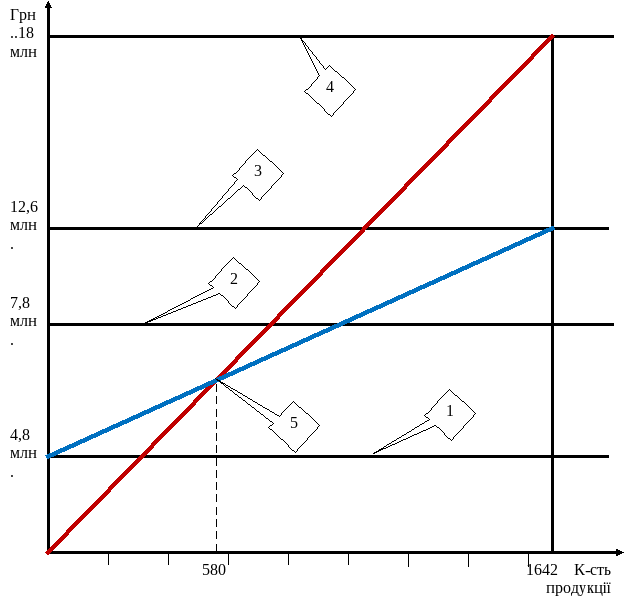 Грн
..18
млн
4
3
12,6
млн
.
2
7,8
млн
.
1
5
4,8
млн
.
580
1642
К-сть
продукції